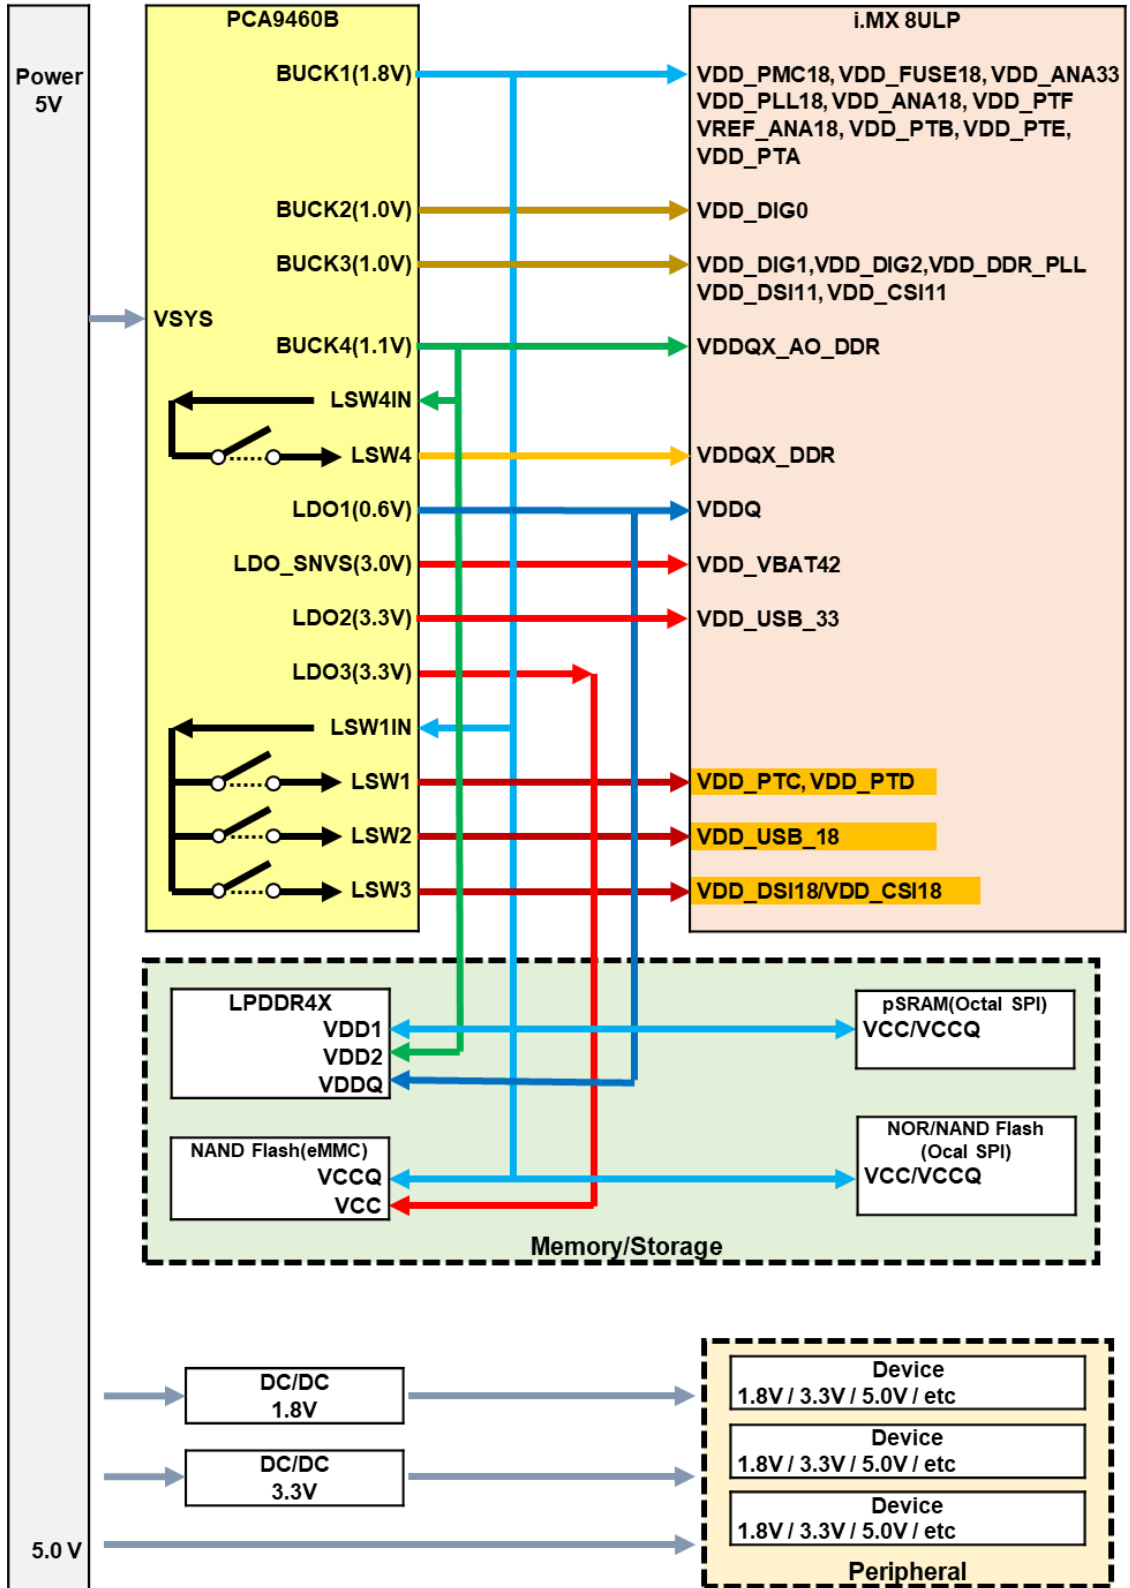 PCA9460B
i.MX 8ULP
Power
5V
BUCK1(1.8V)
VDD_PMC18, VDD_FUSE18, VDD_ANA33
VDD_PLL18, VDD_ANA18, VDD_PTF
VREF_ANA18, VDD_PTB, VDD_PTE,
VDD_PTA
BUCK2(1.0V)
VDD_DIG0
BUCK3(1.0V)
VDD_DIG1,VDD_DIG2,VDD_DDR_PLL
VDD_DSI11, VDD_CSI11
VSYS
BUCK4(1.1V)
VDDQX_AO_DDR
LSW4IN
LSW4
VDDQX_DDR
LDO1(0.6V)
VDDQ
LDO_SNVS(3.0V)
VDD_VBAT42
LDO2(3.3V)
VDD_USB_33
LDO3(3.3V)
LSW1IN
LSW1
VDD_PTC, VDD_PTD
LSW2
VDD_USB_18
LSW3
VDD_DSI18/VDD_CSI18
LPDDR4X
VDD1
VDD2
VDDQ
pSRAM(Octal SPI)
VCC/VCCQ
NAND Flash(eMMC)
VCCQ
VCC
NOR/NAND Flash
(Ocal SPI)
VCC/VCCQ
Memory/Storage
DC/DC
1.8V
Device
1.8V / 3.3V / 5.0V / etc
DC/DC
3.3V
Device
1.8V / 3.3V / 5.0V / etc
Device
1.8V / 3.3V / 5.0V / etc
5.0 V
Peripheral